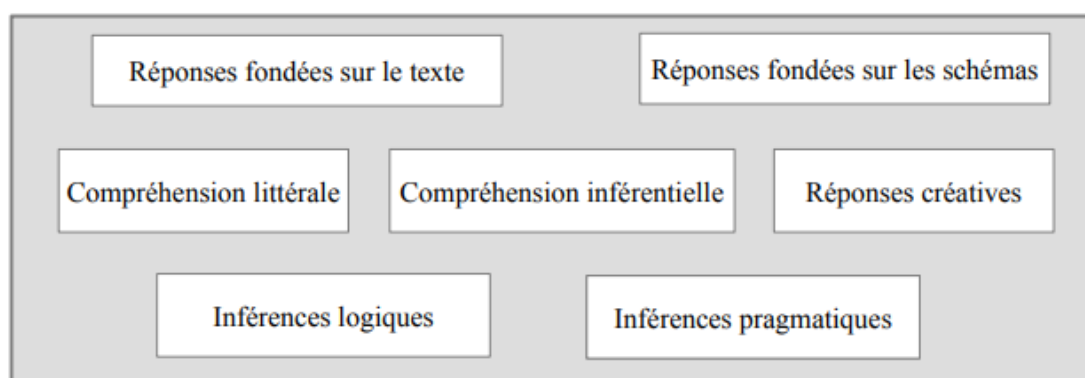 Réponses fondées sur le texte
Réponses fondées sur les schémas
Compréhension littérale
Compréhension inférentielle
Réponses créatives
Inférences logiques
Inférences pragmatiques